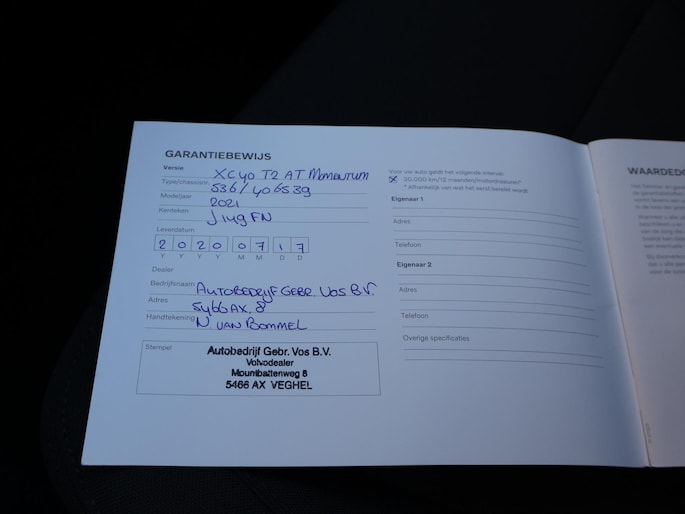 GARANTIEBEWIJS
Versie XC40 T2 AT Momentum
Type/chassisnr. 536/406539
Modeljaar 2021
Kenteken J149FN
Leverdatum
2020 07 17
Y Y Y Y M M D D
Dealer
Bedrijfsnaam AUTOBEDRIJF GEBR. VOS B.V.
Adres 5466AX, 8
Handtekening N. VAN BOMMEL
Stempel
Autobedrijf Gebr. Vos B.V.
Volvodealer
Mountbattenweg 8
5466 AX VEGHEL
Voor uw auto geldt het volgende interval:
30.000 km/12 maanden/motordraaiuren*
* Afhankelijk van wat het eerst bereikt wordt
Eigenaar 1
Adres
Telefoon
Eigenaar 2
Adres
Telefoon
Overige specificaties